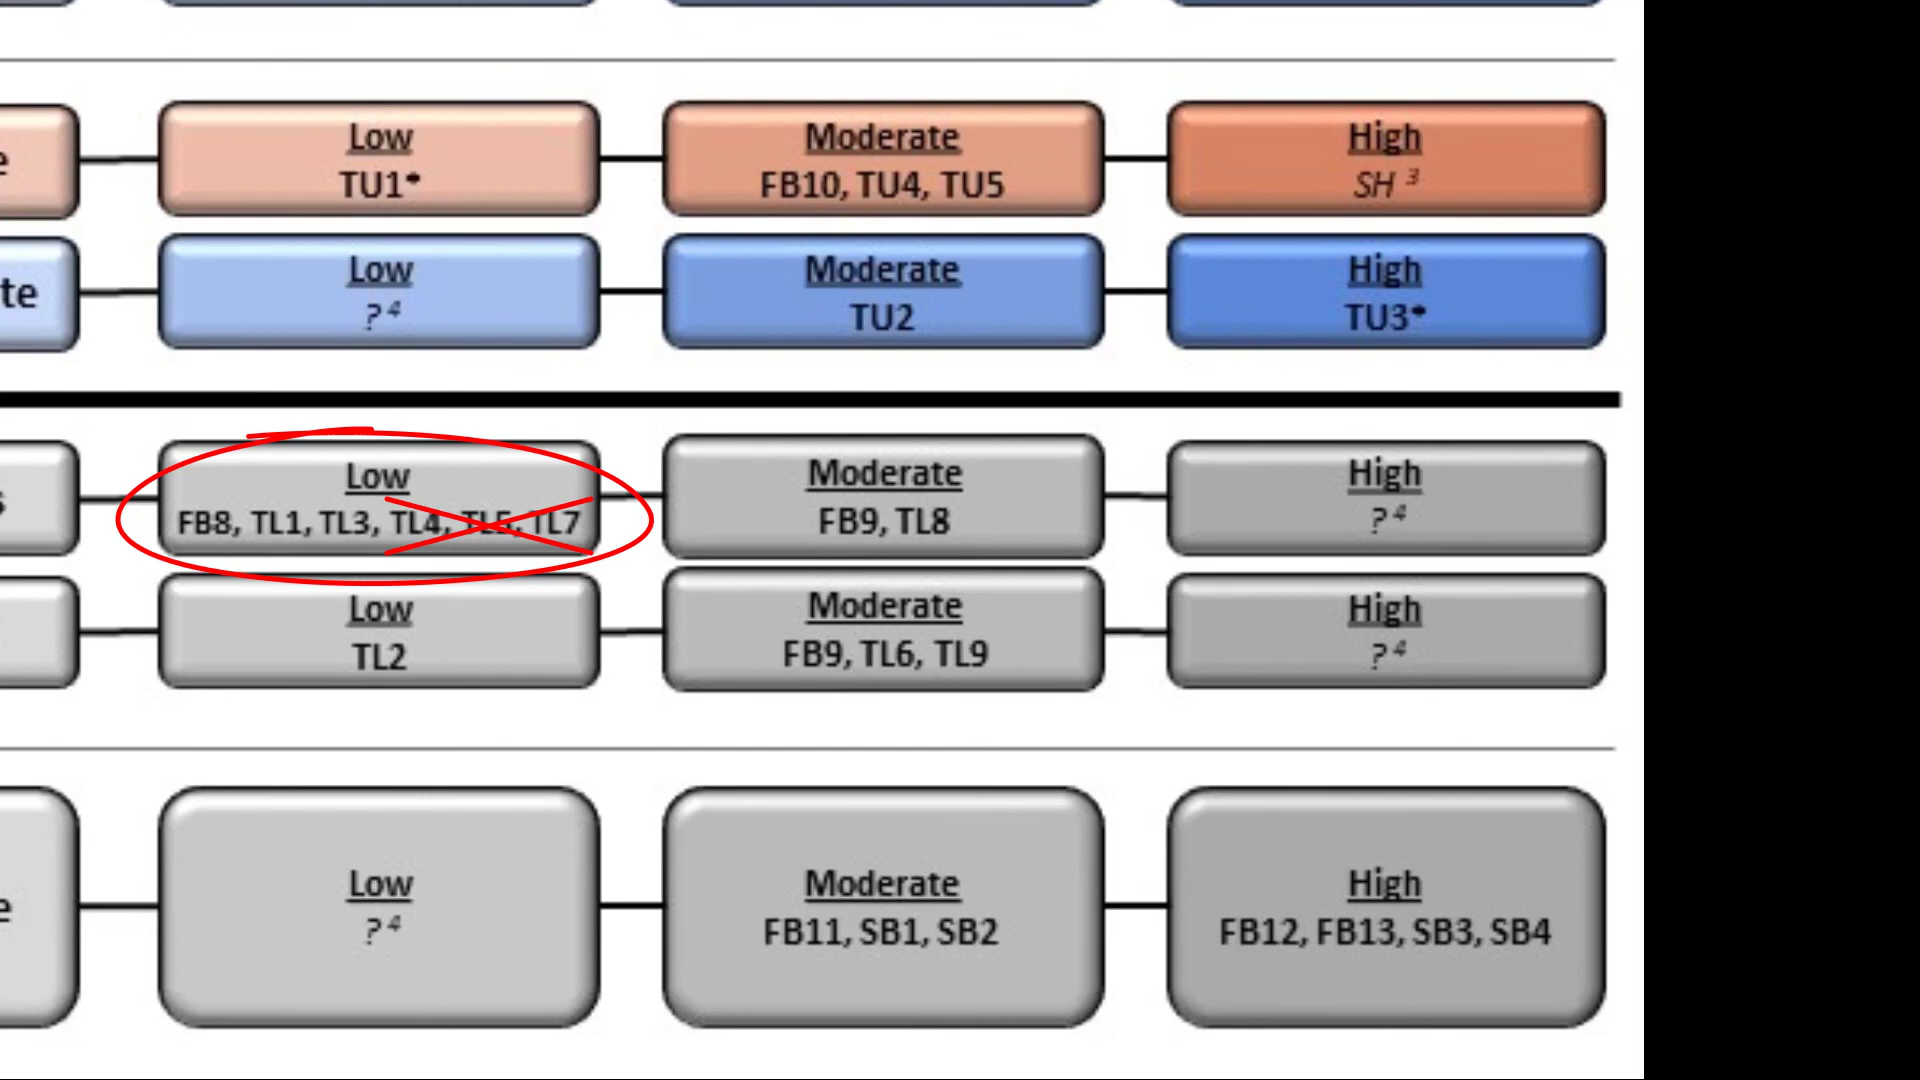 e
Low
TU1*
Moderate
FB10, TU4, TU5
High
SH ³
te
Low
? ⁴
Moderate
TU2
High
TU3*
s
Low
FB8, TL1, TL3, TL4, TL5, TL7
Moderate
FB9, TL8
High
? ⁴
Low
TL2
Moderate
FB9, TL6, TL9
High
? ⁴
e
Low
? ⁴
Moderate
FB11, SB1, SB2
High
FB12, FB13, SB3, SB4